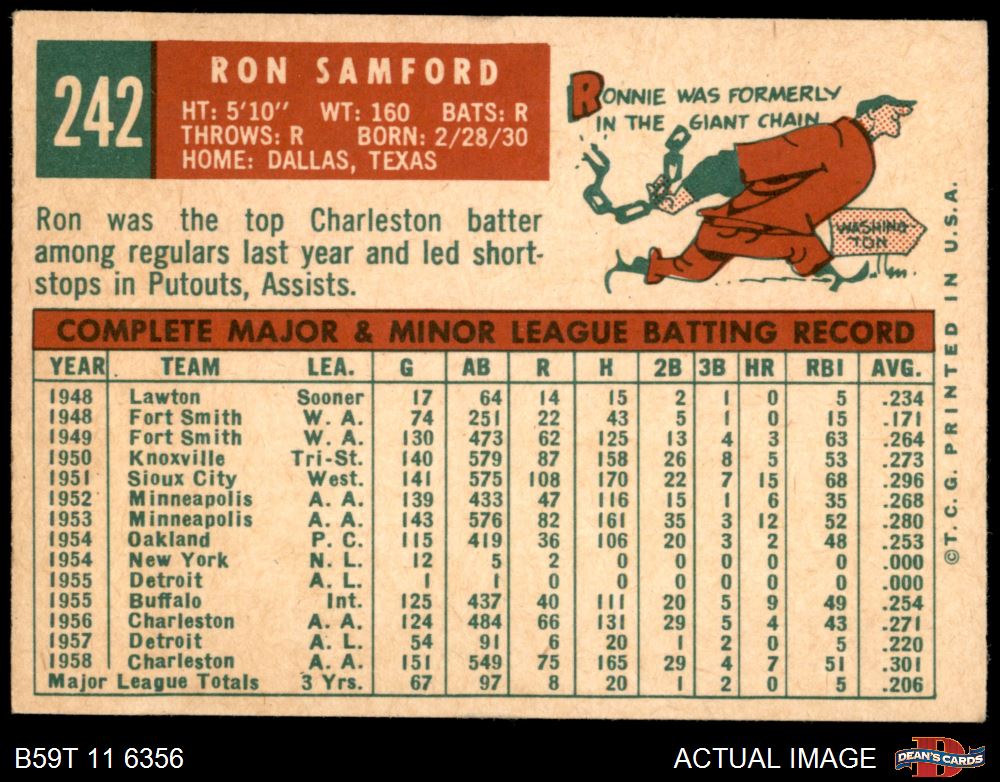 242
RON SAMFORD
HT: 5'10" WT: 160 BATS: R
THROWS: R BORN: 2/28/30
HOME: DALLAS, TEXAS
RONNIE WAS FORMERLY
IN THE GIANT CHAIN
WASHING
TON
Ron was the top Charleston batter
among regulars last year and led short-
stops in Putouts, Assists.
COMPLETE MAJOR & MINOR LEAGUE BATTING RECORD
YEAR TEAM LEA. G AB R H 2B 3B HR RBI AVG.
1948 Lawton Sooner 17 64 14 15 2 1 0 5 .234
1948 Fort Smith W. A. 74 251 22 43 5 1 0 15 .171
1949 Fort Smith W. A. 130 473 62 125 13 4 3 63 .264
1950 Knoxville Tri-St. 140 579 87 158 26 8 5 53 .273
1951 Sioux City West. 141 575 108 170 22 7 15 68 .296
1952 Minneapolis A. A. 139 433 47 116 15 1 6 35 .268
1953 Minneapolis A. A. 143 576 82 161 35 3 12 52 .280
1954 Oakland P. C. 115 419 36 106 20 3 2 48 .253
1954 New York N. L. 12 5 2 0 0 0 0 0 .000
1955 Detroit A. L. 1 1 0 0 0 0 0 0 .000
1955 Buffalo Int. 125 437 40 111 20 5 9 49 .254
1956 Charleston A. A. 124 484 66 131 29 5 4 43 .271
1957 Detroit A. L. 54 91 6 20 1 2 0 5 .220
1958 Charleston A. A. 151 549 75 165 29 4 7 51 .301
Major League Totals 3 Yrs. 67 97 8 20 1 2 0 5 .206
©T. C. G. PRINTED IN U.S.A.
B59T 11 6356
ACTUAL IMAGE
D
DEAN'S CARDS